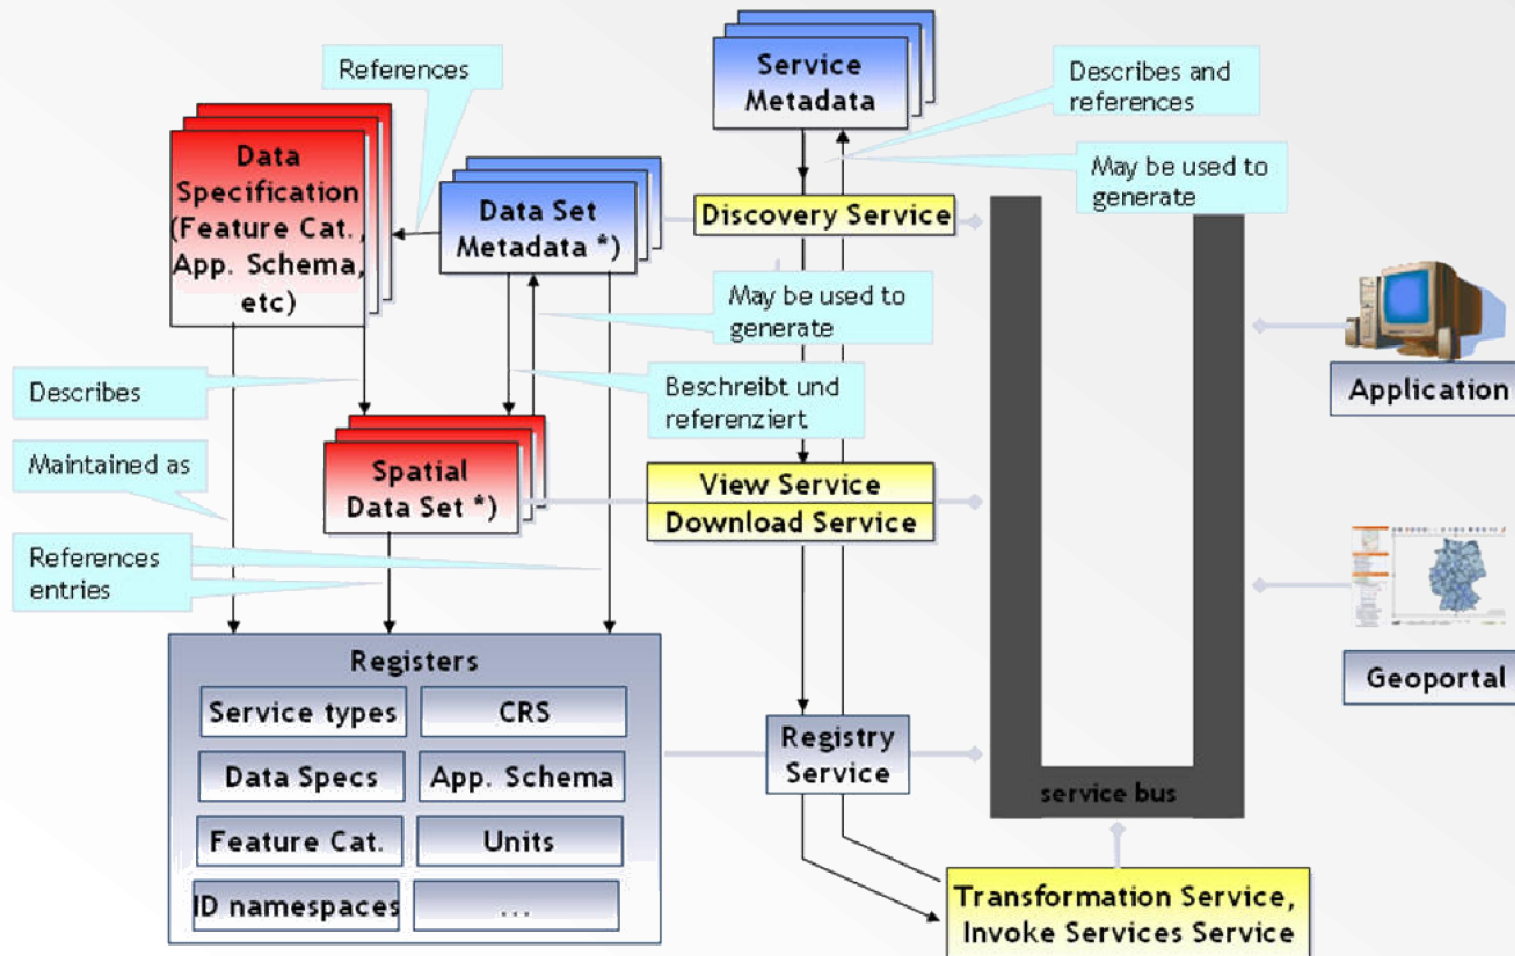 References
Service
Metadata
Describes and
references
May be used to
generate
Data
Specification
(Feature Cat.,
App. Schema,
etc)
Data Set
Metadata *)
Discovery Service
May be used to
generate
Describes
Beschreibt und
referenziert
Application
Maintained as
Spatial
Data Set *)
View Service
Download Service
References
entries
Registers
Service types
CRS
Data Specs
App. Schema
Feature Cat.
Units
ID namespaces
...
Registry
Service
service bus
Geoportal
Transformation Service,
Invoke Services Service